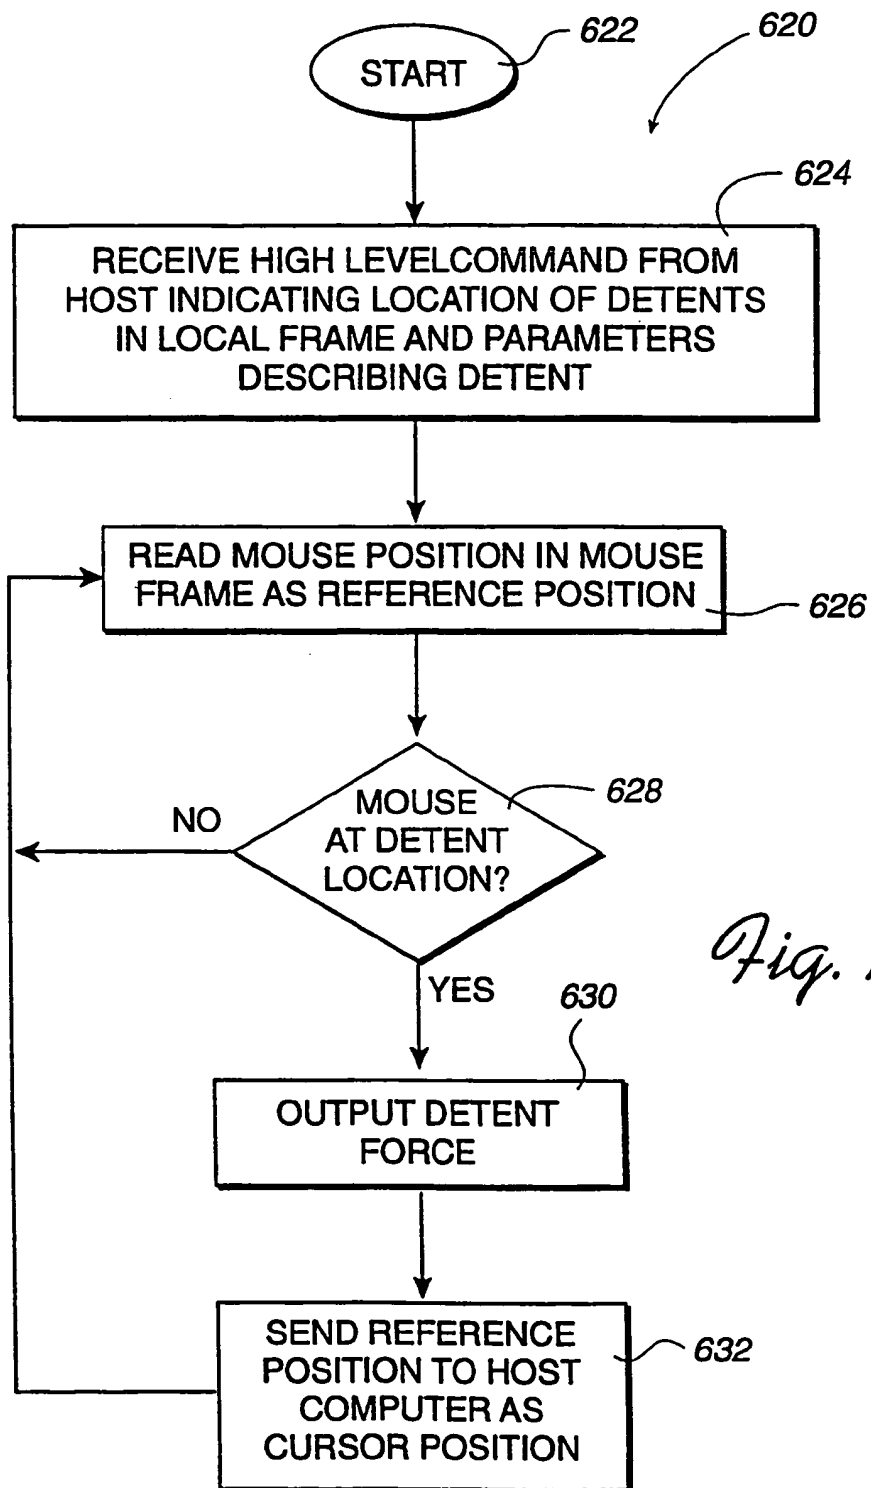 START
622
620
624
RECEIVE HIGH LEVELCOMMAND FROM
HOST INDICATING LOCATION OF DETENTS
IN LOCAL FRAME AND PARAMETERS
DESCRIBING DETENT
READ MOUSE POSITION IN MOUSE
FRAME AS REFERENCE POSITION
626
MOUSE
AT DETENT
LOCATION?
628
NO
YES
Fig.
630
OUTPUT DETENT
FORCE
SEND REFERENCE
POSITION TO HOST
COMPUTER AS
CURSOR POSITION
632